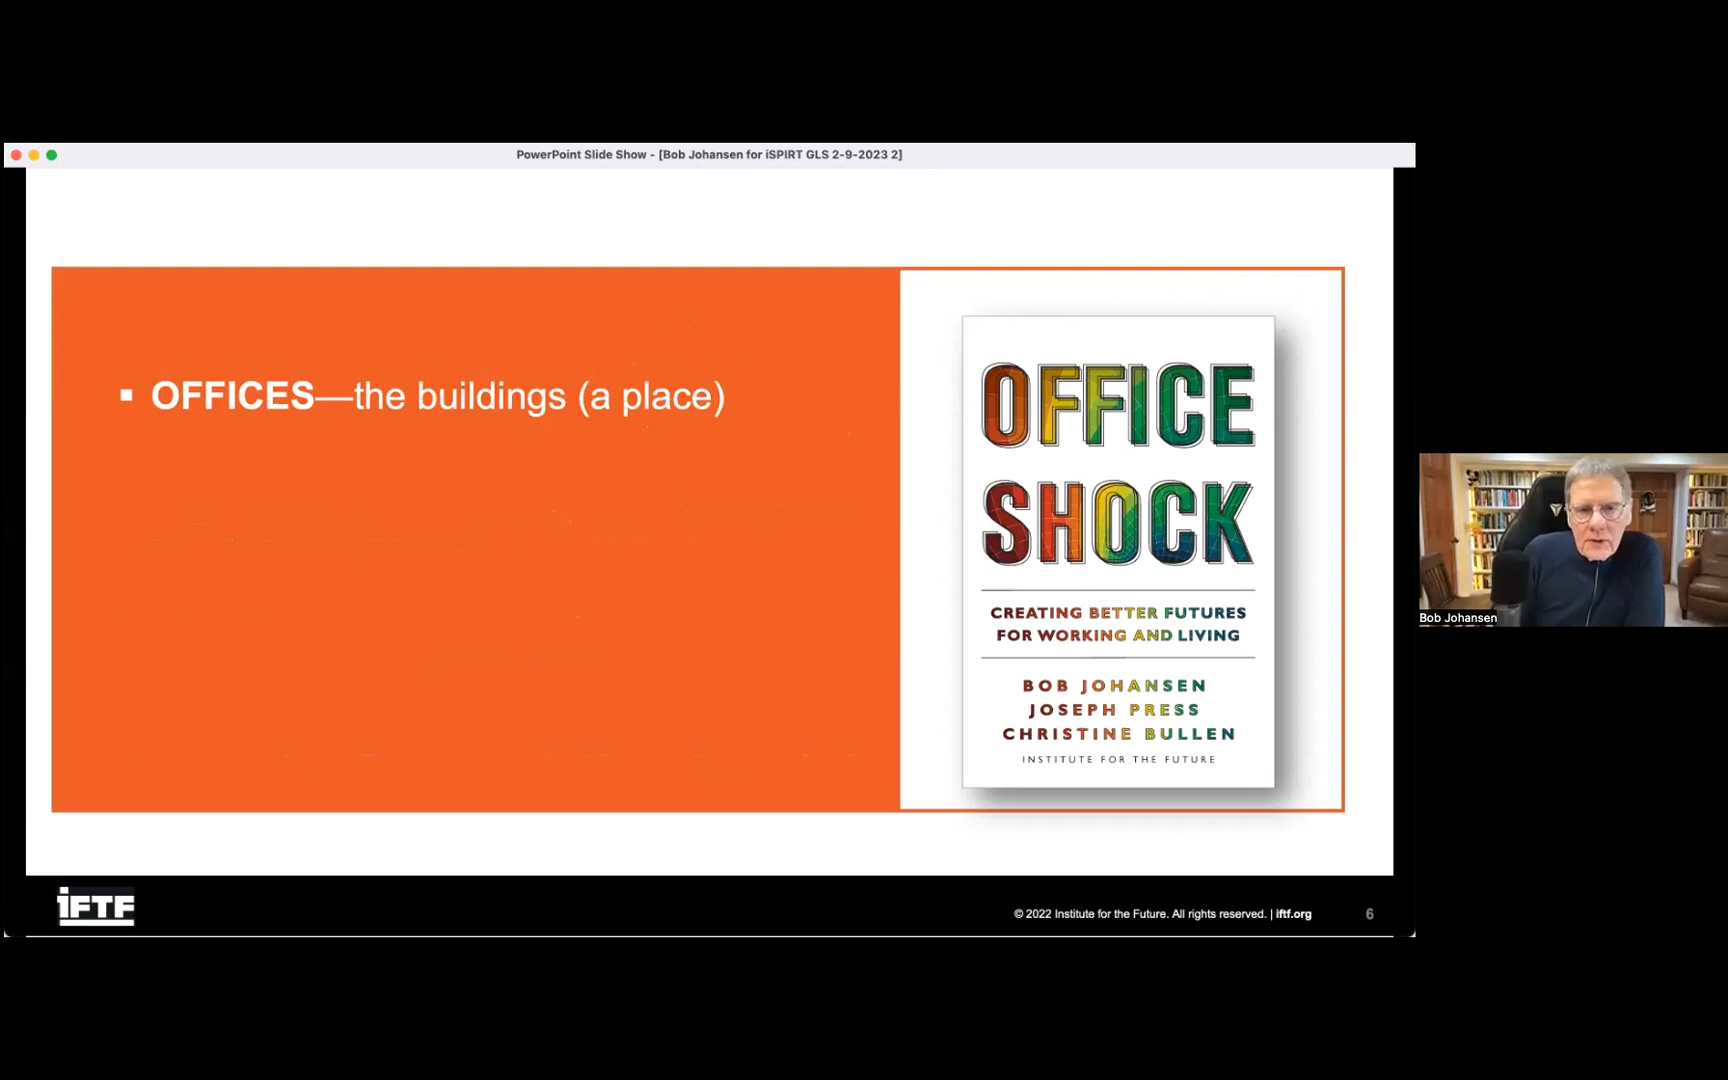 PowerPoint Slide Show - [Bob Johansen for iSPIRT GLS 2-9-2023 2]
▪ OFFICES—the buildings (a place)
OFFICE
SHOCK
CREATING BETTER FUTURES
FOR WORKING AND LIVING
BOB JOHANSEN
JOSEPH PRESS
CHRISTINE BULLEN
INSTITUTE FOR THE FUTURE
Bob Johansen
iFTF
© 2022 Institute for the Future. All rights reserved. | iftf.org
6